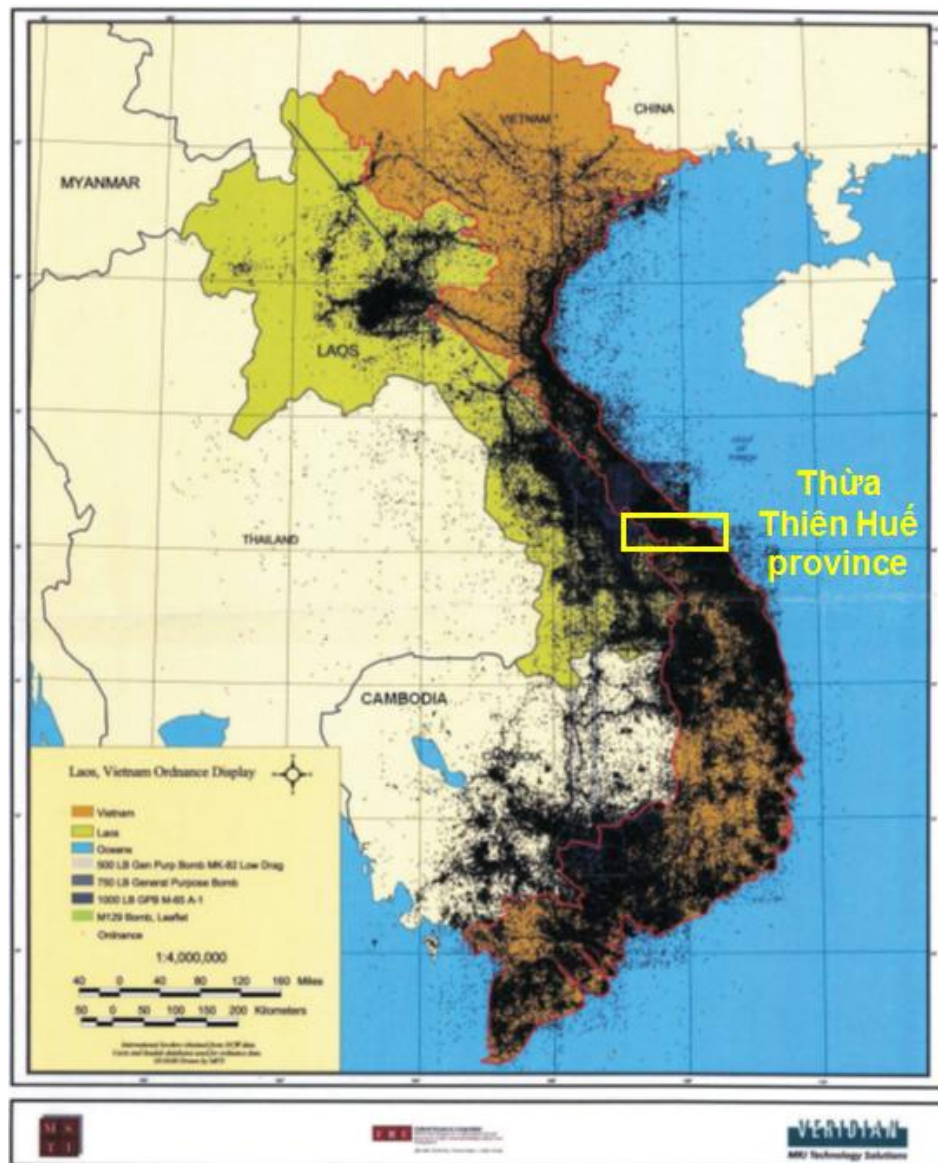 CHINA
VIETNAM
MYANMAR
LAOS
THAILAND
CAMBODIA
Thừa
Thiên Huế
province
Laos, Vietnam Ordnance Display
Vietnam
Laos
Oceans
500 LB Gen Purp Bomb MK-82 Low Drag
750 LB General Purpose Bomb
1000 LB GPB M-65 A-1
M129 Bomb, Leaflet
Ordnance
1:4,000,000
40 0 40 80 120 160 Miles
50 0 50 100 150 200 Kilometers
MSTI
VERIDIAN
MRJ Technology Solutions